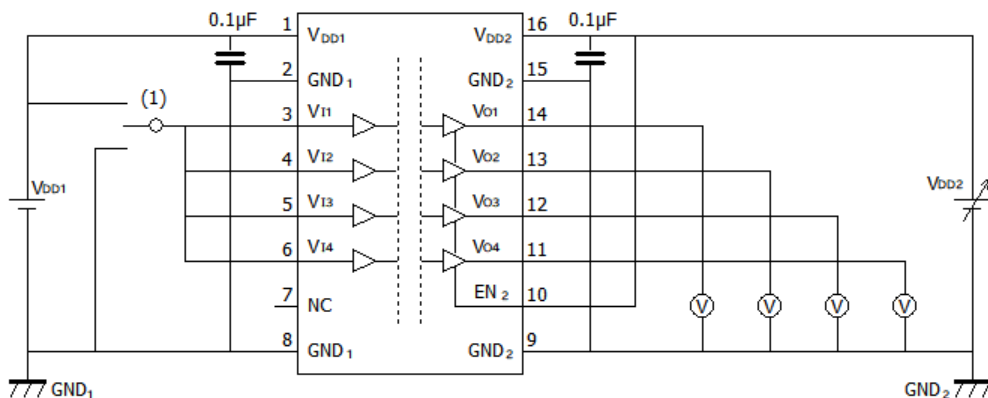 0.1µF 1 16 0.1µF
VDD1 VDD2
2 15
GND1 GND2
(1) 3 VI1 VO1 14
4 VI2 VO2 13
VDD1 VDD2
5 VI3 VO3 12
6 VI4 VO4 11
7 NC EN2 10
V V V V
8 GND1 GND2 9
GND1 GND2